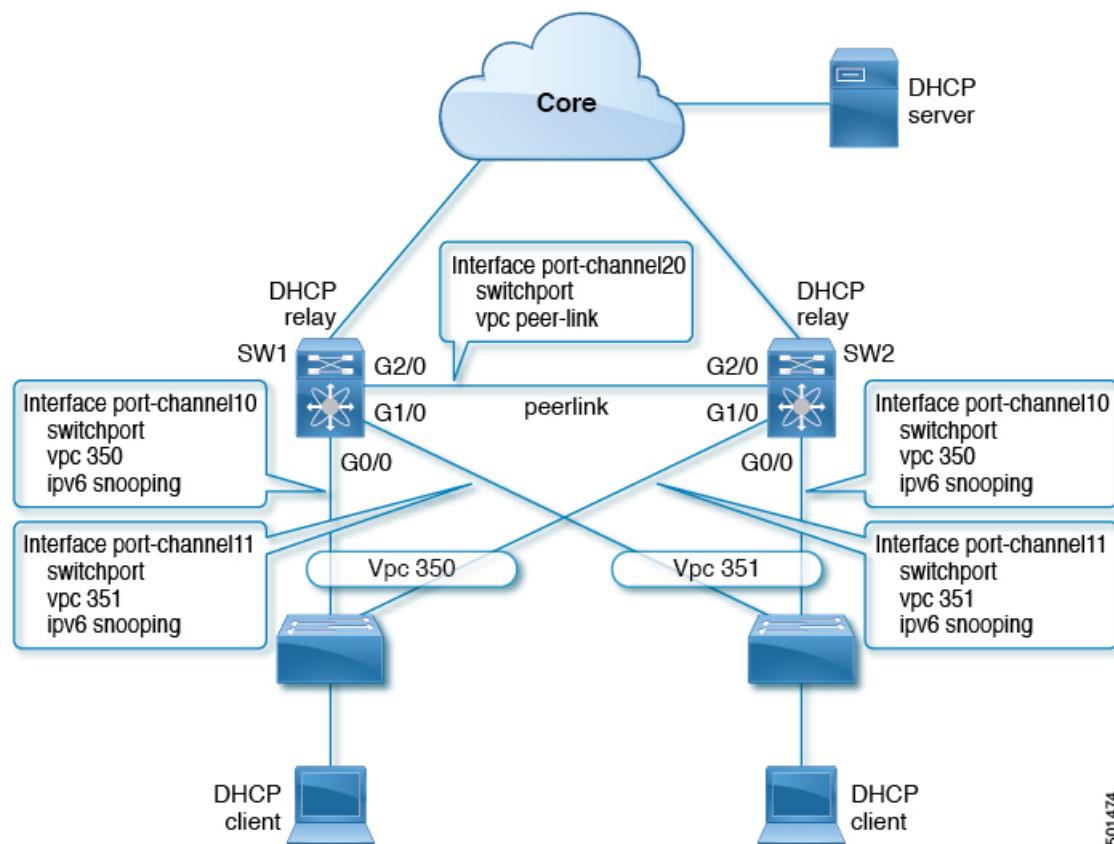 Core
DHCP
server
Interface port-channel20
switchport
vpc peer-link
DHCP
relay
DHCP
relay
SW1
G2/0
G2/0
SW2
peerlink
G1/0
G1/0
G0/0
G0/0
Interface port-channel10
switchport
vpc 350
ipv6 snooping
Interface port-channel10
switchport
vpc 350
ipv6 snooping
Interface port-channel11
switchport
vpc 351
ipv6 snooping
Interface port-channel11
switchport
vpc 351
ipv6 snooping
Vpc 350
Vpc 351
DHCP
client
DHCP
client
501474